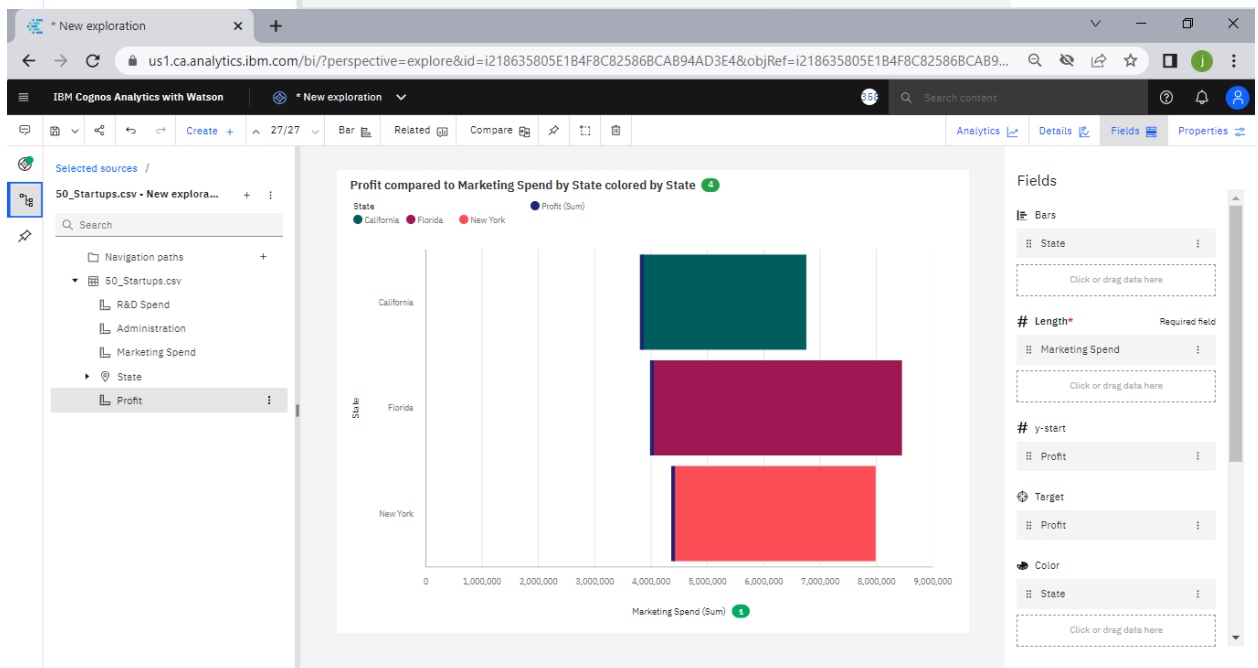 * New exploration
us1.ca.analytics.ibm.com/bi/?perspective=explore&id=i218635805E1B4F8C82586BCAB94AD3E4&objRef=i218635805E1B4F8C82586BCAB9...
j
IBM Cognos Analytics with Watson
* New exploration
358
Search content
Create +
27/27
Bar
Related
Compare
Analytics
Details
Fields
Properties
Selected sources /
50_Startups.csv - New explora...
Search
Navigation paths
50_Startups.csv
R&D Spend
Administration
Marketing Spend
State
Profit
Profit compared to Marketing Spend by State colored by State 4
State
California Florida New York
Profit (Sum)
California
Florida
New York
State
0 1,000,000 2,000,000 3,000,000 4,000,000 5,000,000 6,000,000 7,000,000 8,000,000 9,000,000
Marketing Spend (Sum) 1
Fields
Bars
State
Click or drag data here
# Length* Required field
Marketing Spend
Click or drag data here
# y-start
Profit
Target
Profit
Color
State
Click or drag data here